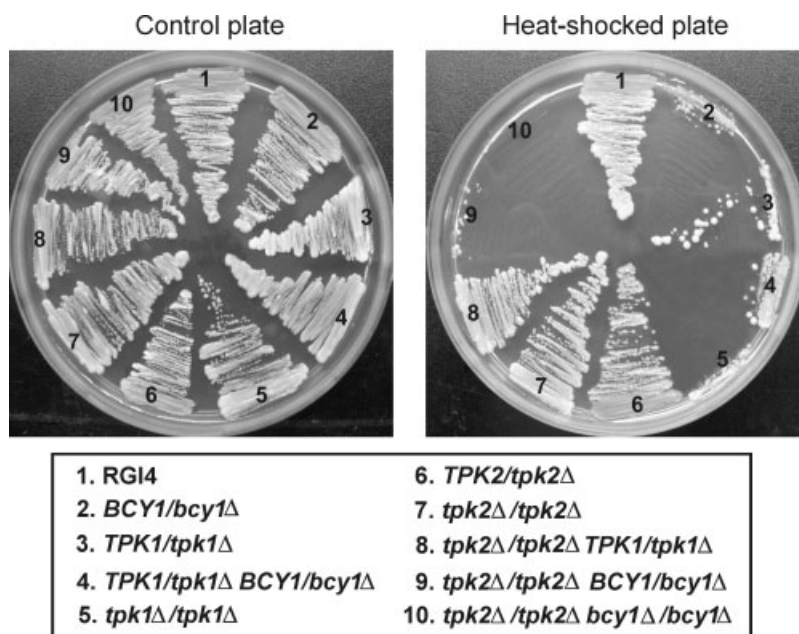 Control plate
Heat-shocked plate
1
2
3
4
5
6
7
8
9
10
1
2
3
4
5
6
7
8
9
10
1. RGI4
2. BCY1/bcy1Δ
3. TPK1/tpk1Δ
4. TPK1/tpk1Δ BCY1/bcy1Δ
5. tpk1Δ/tpk1Δ
6. TPK2/tpk2Δ
7. tpk2Δ/tpk2Δ
8. tpk2Δ/tpk2Δ TPK1/tpk1Δ
9. tpk2Δ/tpk2Δ BCY1/bcy1Δ
10. tpk2Δ/tpk2Δ bcy1Δ/bcy1Δ